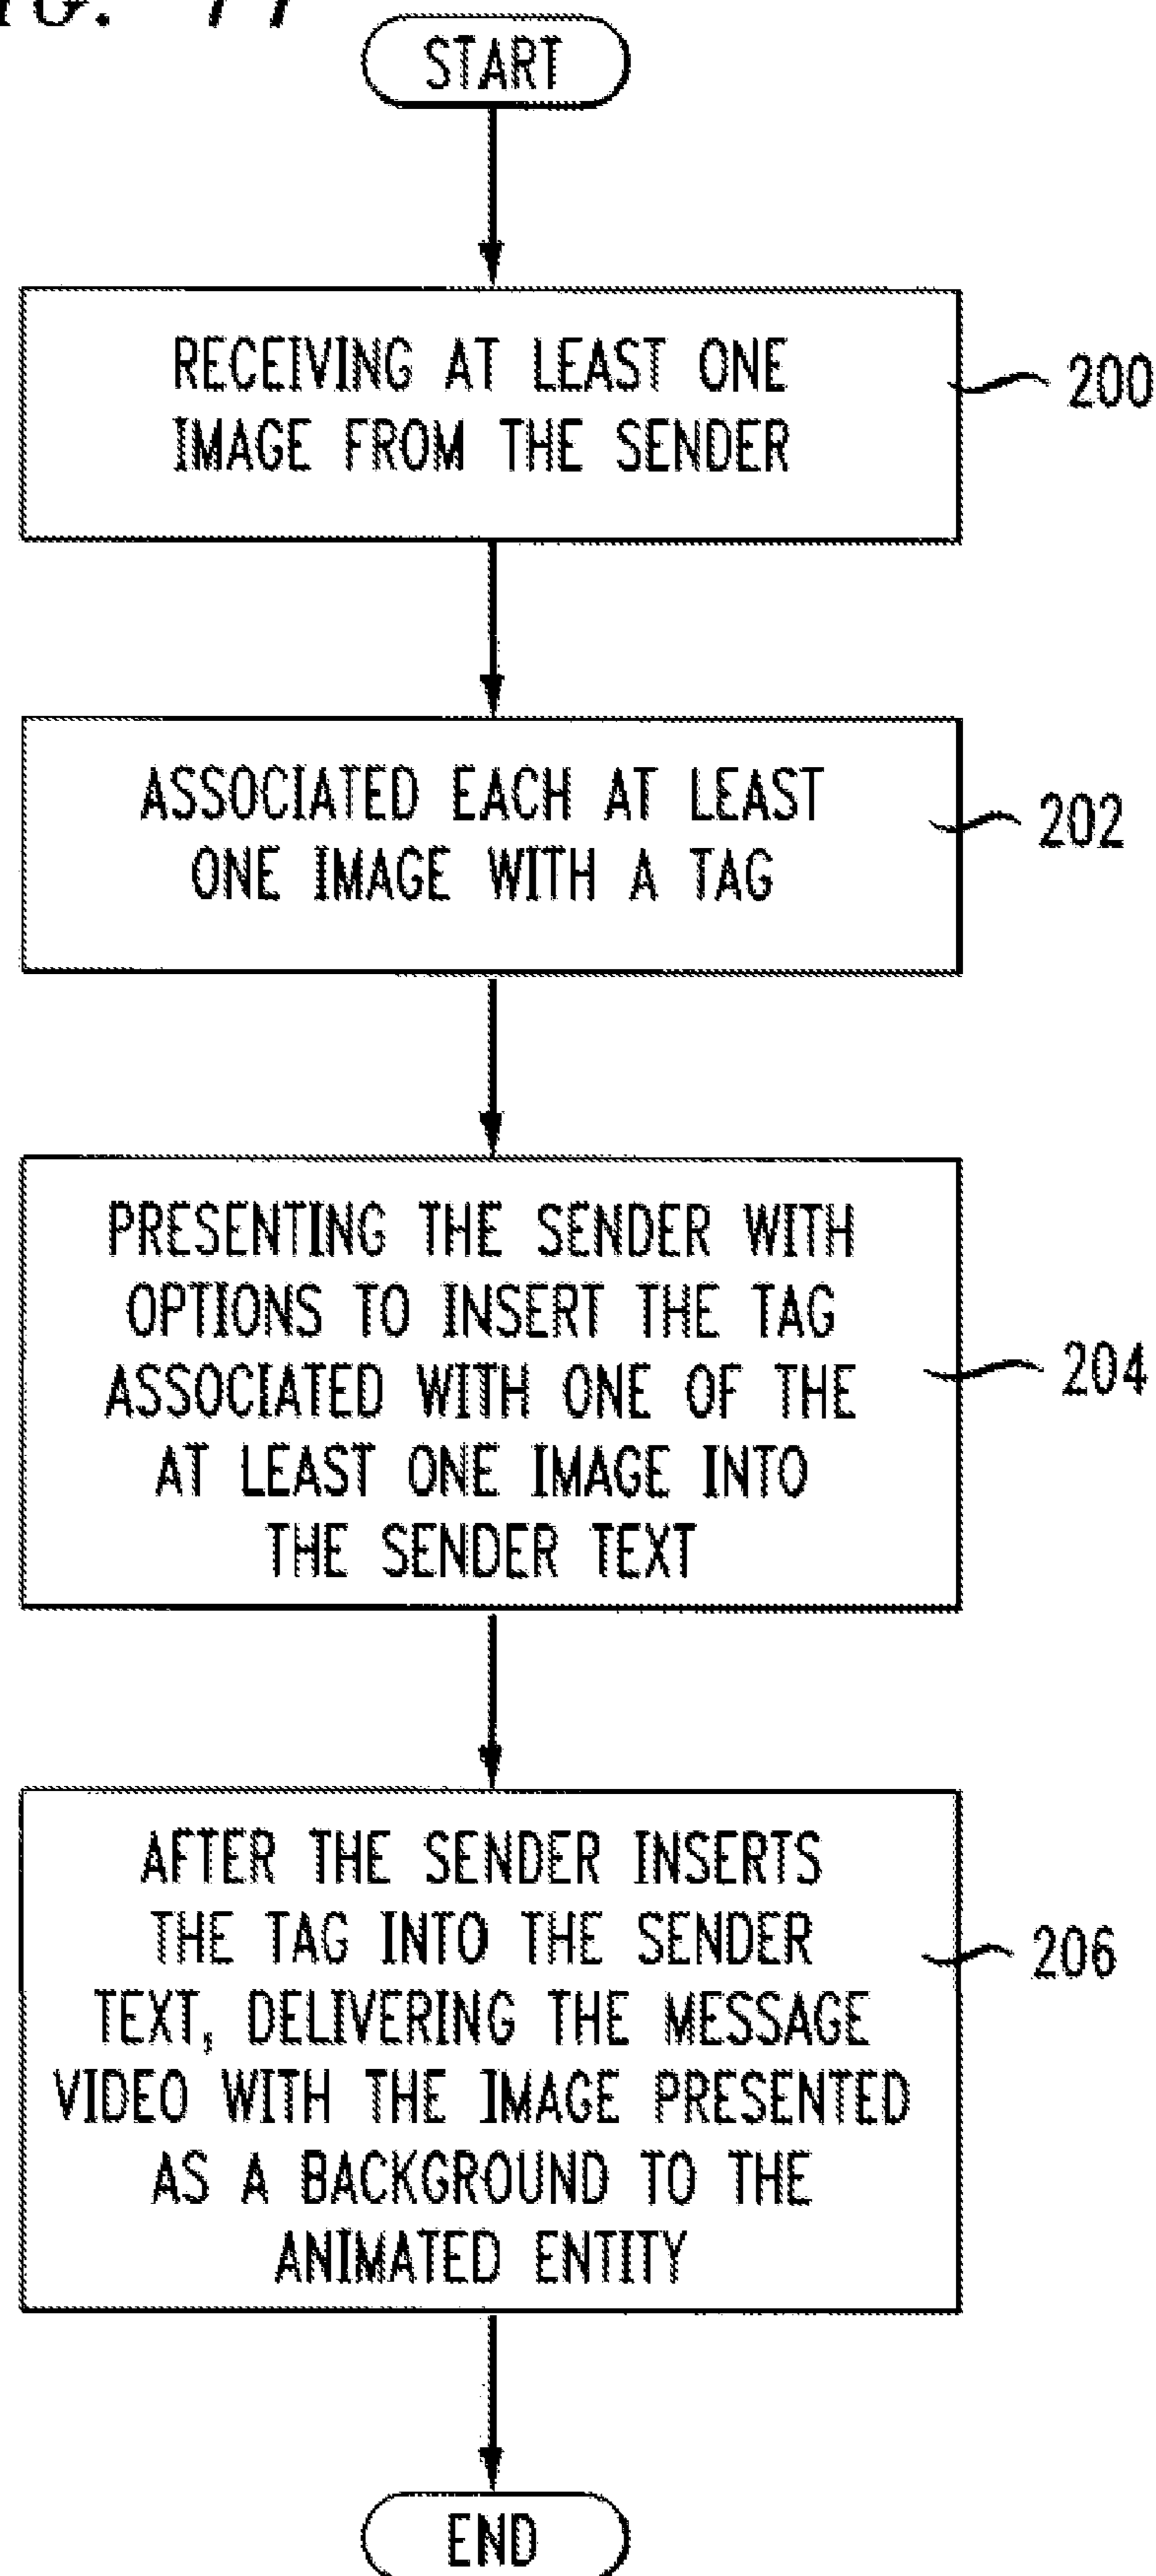 START
RECEIVING AT LEAST ONE
IMAGE FROM THE SENDER
200
ASSOCIATED EACH AT LEAST
ONE IMAGE WITH A TAG
202
PRESENTING THE SENDER WITH
OPTIONS TO INSERT THE TAG
ASSOCIATED WITH ONE OF THE
AT LEAST ONE IMAGE INTO
THE SENDER TEXT
204
AFTER THE SENDER INSERTS
THE TAG INTO THE SENDER
TEXT, DELIVERING THE MESSAGE
VIDEO WITH THE IMAGE PRESENTED
AS A BACKGROUND TO THE
ANIMATED ENTITY
206
END